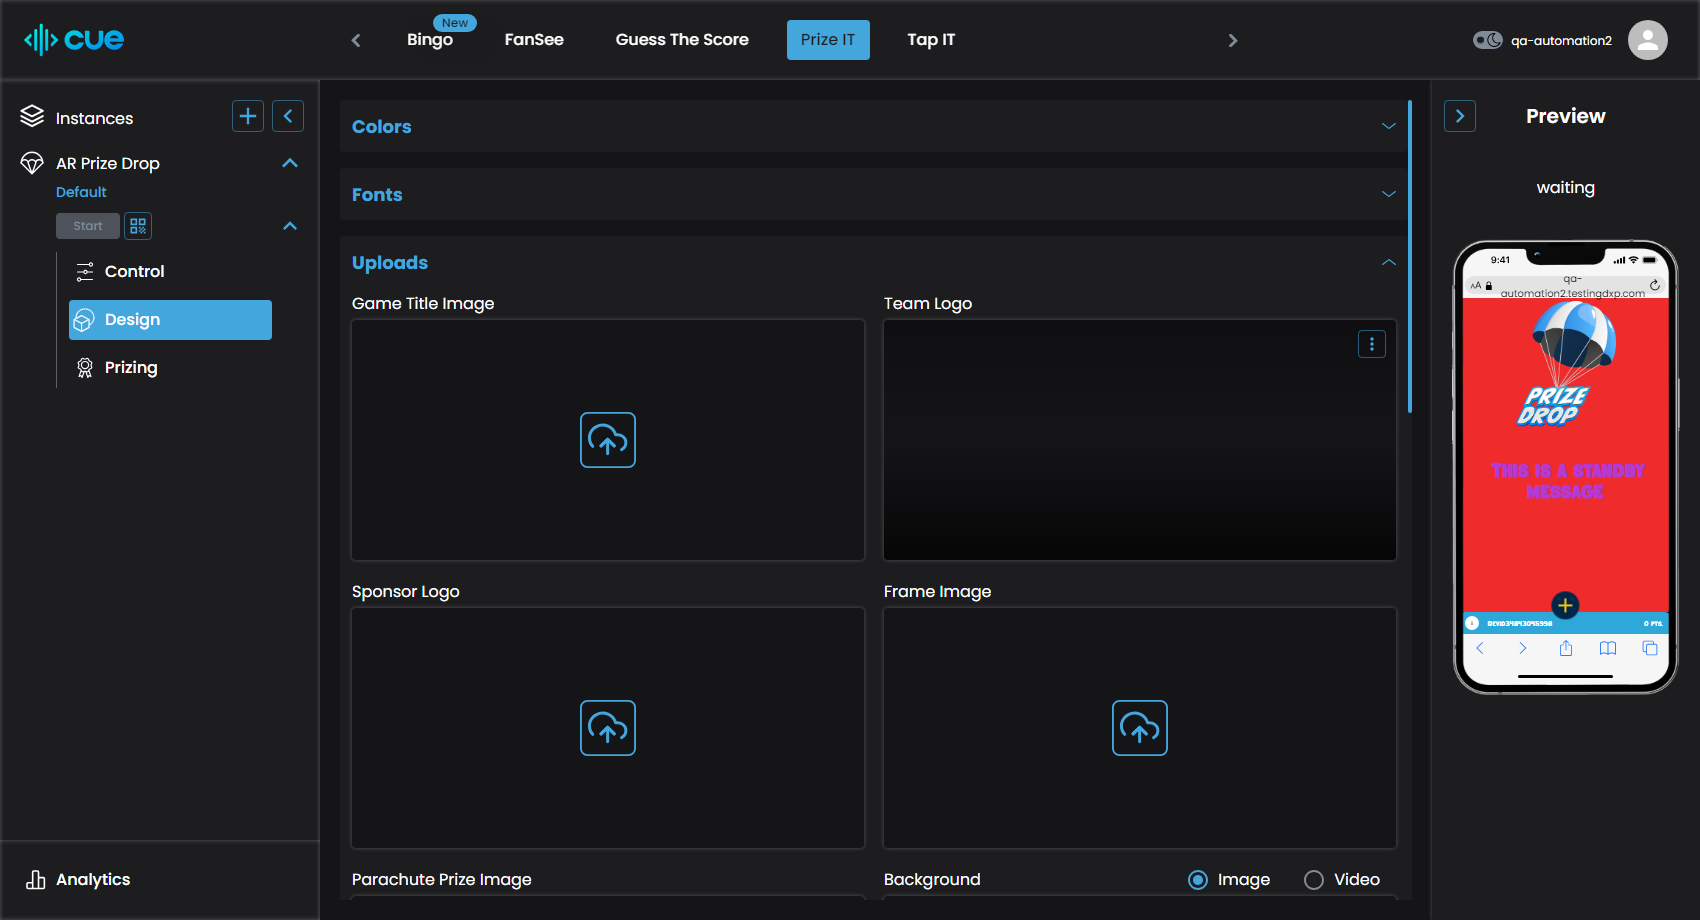 cue
New
Bingo
FanSee
Guess The Score
Prize IT
Tap IT
qa-automation2
Instances
AR Prize Drop
Default
Start
Control
Design
Prizing
Analytics
Colors
Fonts
Uploads
Game Title Image
Team Logo
Sponsor Logo
Frame Image
Parachute Prize Image
Background
Image
Video
Preview
waiting
9:41
AA
qa-
automation2.testingdxp.com
PRIZE
DROP
THIS IS A STANDBY
MESSAGE
0 PTS.